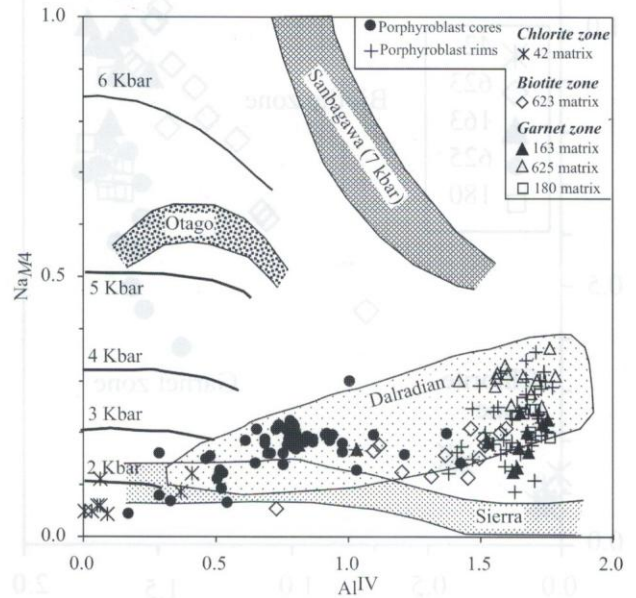 1.0
0.5
0.0
NaM4
0.0
0.5
1.0
1.5
2.0
AlIV
6 Kbar
5 Kbar
4 Kbar
3 Kbar
2 Kbar
Otago
Sanbagawa (7 kbar)
Dalradian
Sierra
Porphyroblast cores
Porphyroblast rims
Chlorite zone
42 matrix
Biotite zone
623 matrix
Garnet zone
163 matrix
625 matrix
180 matrix